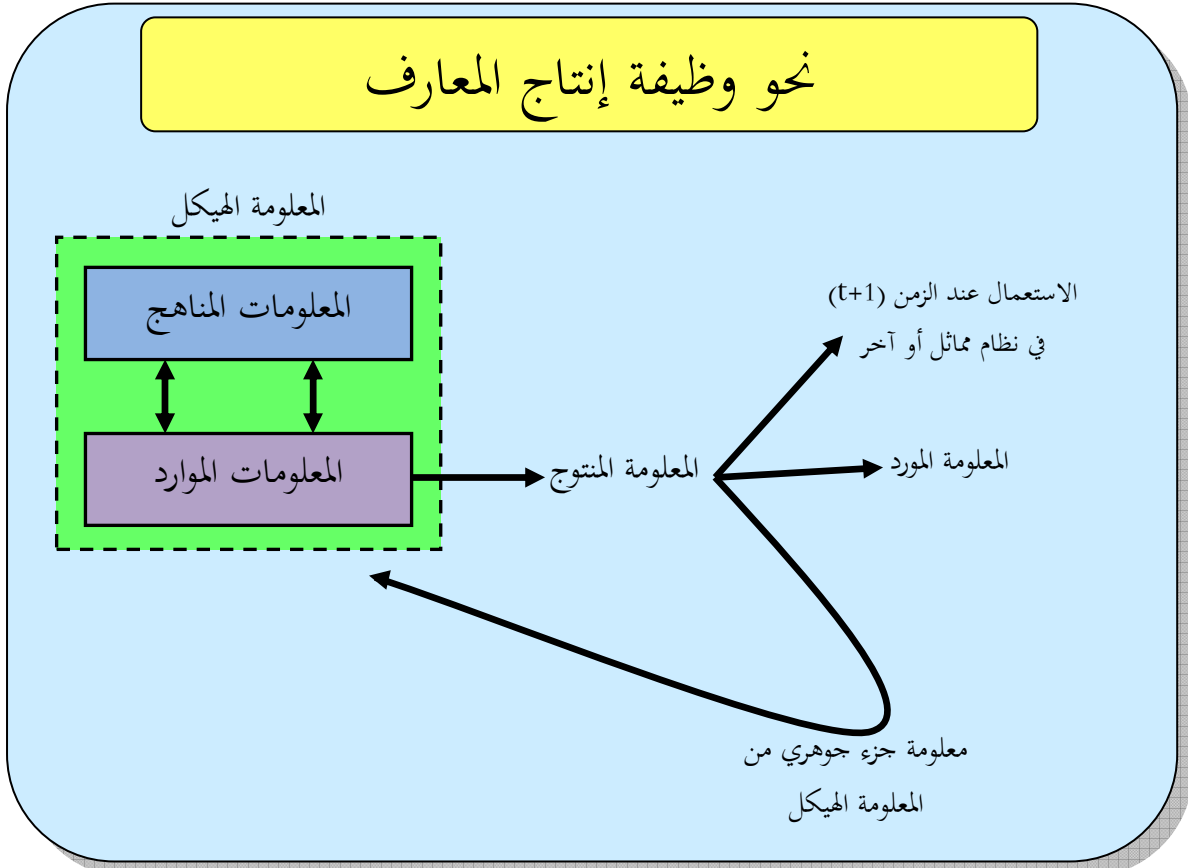 نحو وظيفة إنتاج المعارف
المعلومة الهيكل
المعلومات المناهج
المعلومات الموارد
المعلومة المنتوج
الاستعمال عند الزمن (t+1)
في نظام مماثل أو آخر
المعلومة المورد
معلومة جزء جوهري من
المعلومة الهيكل